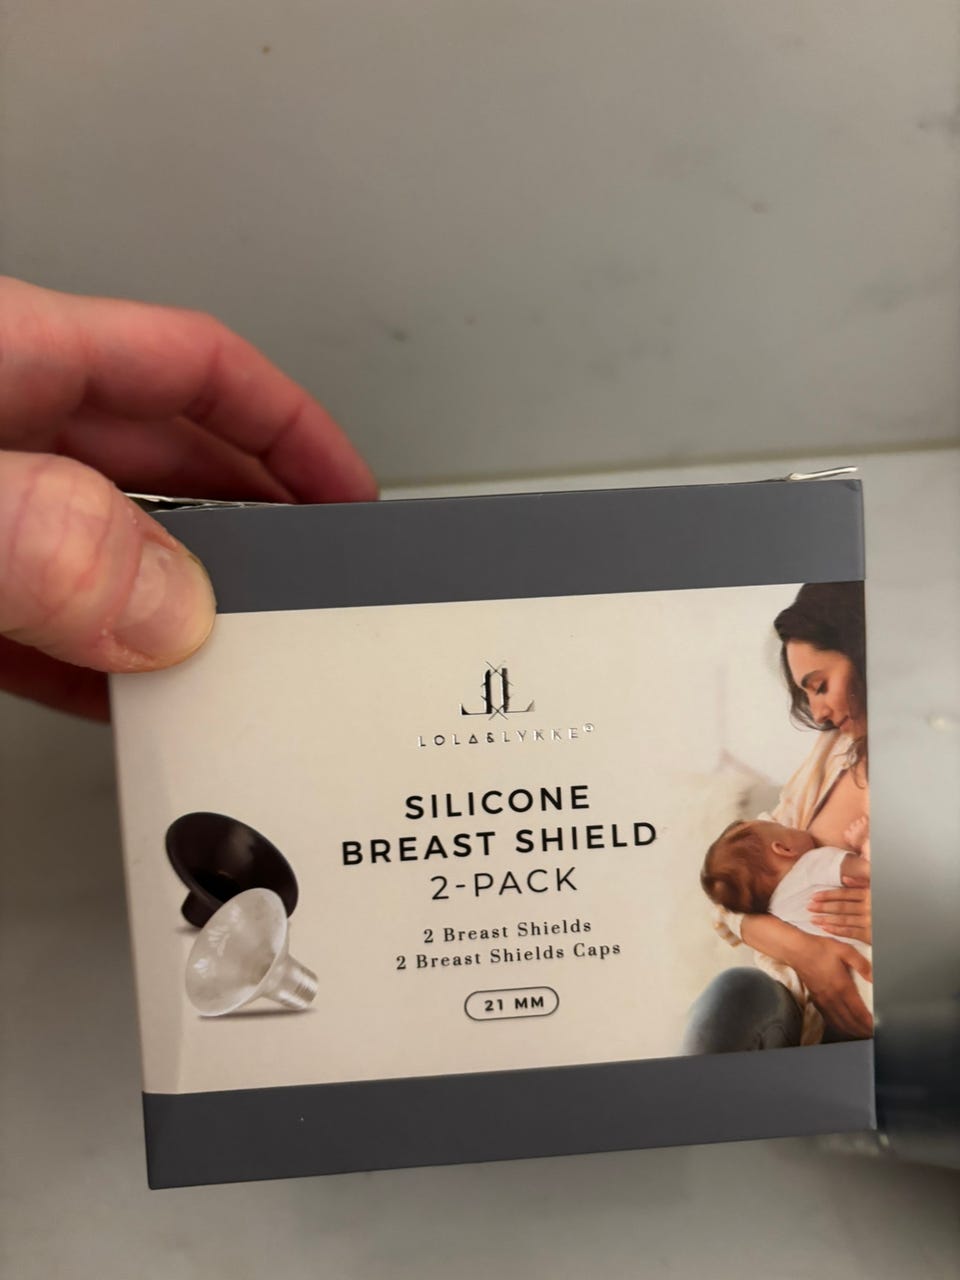 LOLA&LYKKE®
SILICONE
BREAST SHIELD
2-PACK
2 Breast Shields
2 Breast Shields Caps
21 MM